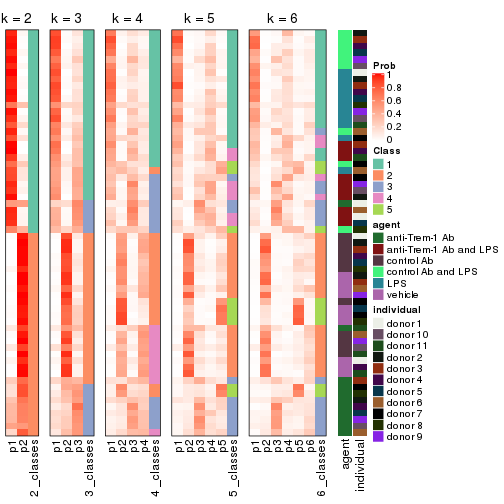 k = 2
k = 3
k = 4
k = 5
k = 6
p1
p2
2_classes
p1
p2
p3
3_classes
p1
p2
p3
p4
4_classes
p1
p2
p3
p4
p5
5_classes
p1
p2
p3
p4
p5
p6
6_classes
agent
individual
Prob
1
0.8
0.6
0.4
0.2
0
Class
1
2
3
4
5
agent
anti-Trem-1 Ab
anti-Trem-1 Ab and LPS
control Ab
control Ab and LPS
LPS
vehicle
Individual
donor 1
donor 10
donor 11
donor 2
donor 3
donor 4
donor 5
donor 6
donor 7
donor 8
donor 9